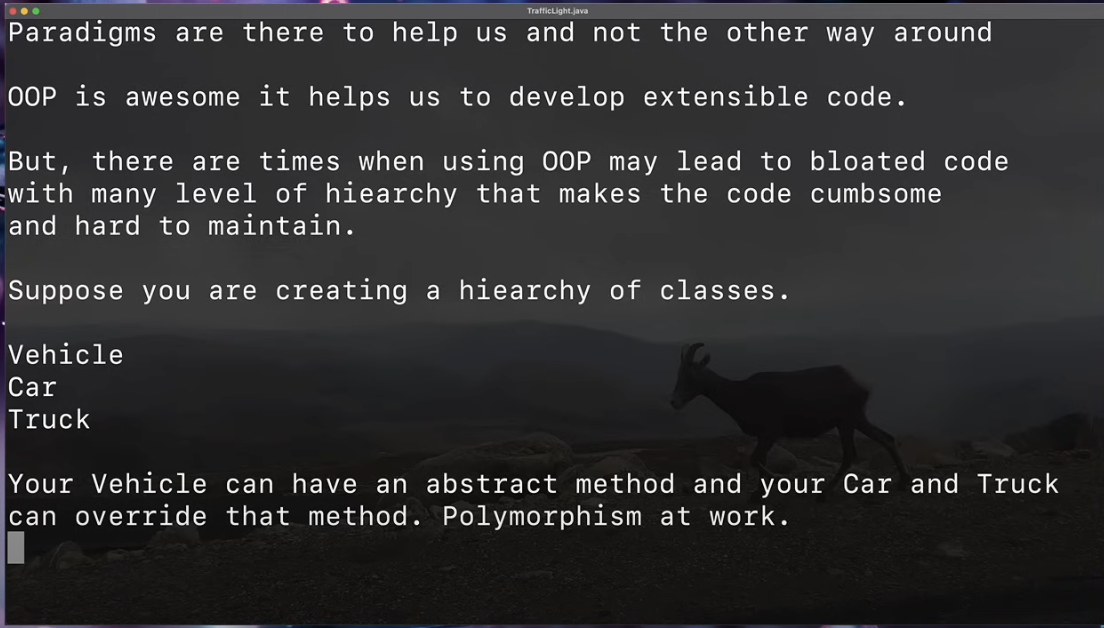 TrafficLight.java
Paradigms are there to help us and not the other way around
OOP is awesome it helps us to develop extensible code.
But, there are times when using OOP may lead to bloated code
with many level of hiearchy that makes the code cumbsome
and hard to maintain.
Suppose you are creating a hiearchy of classes.
Vehicle
Car
Truck
Your Vehicle can have an abstract method and your Car and Truck
can override that method. Polymorphism at work.